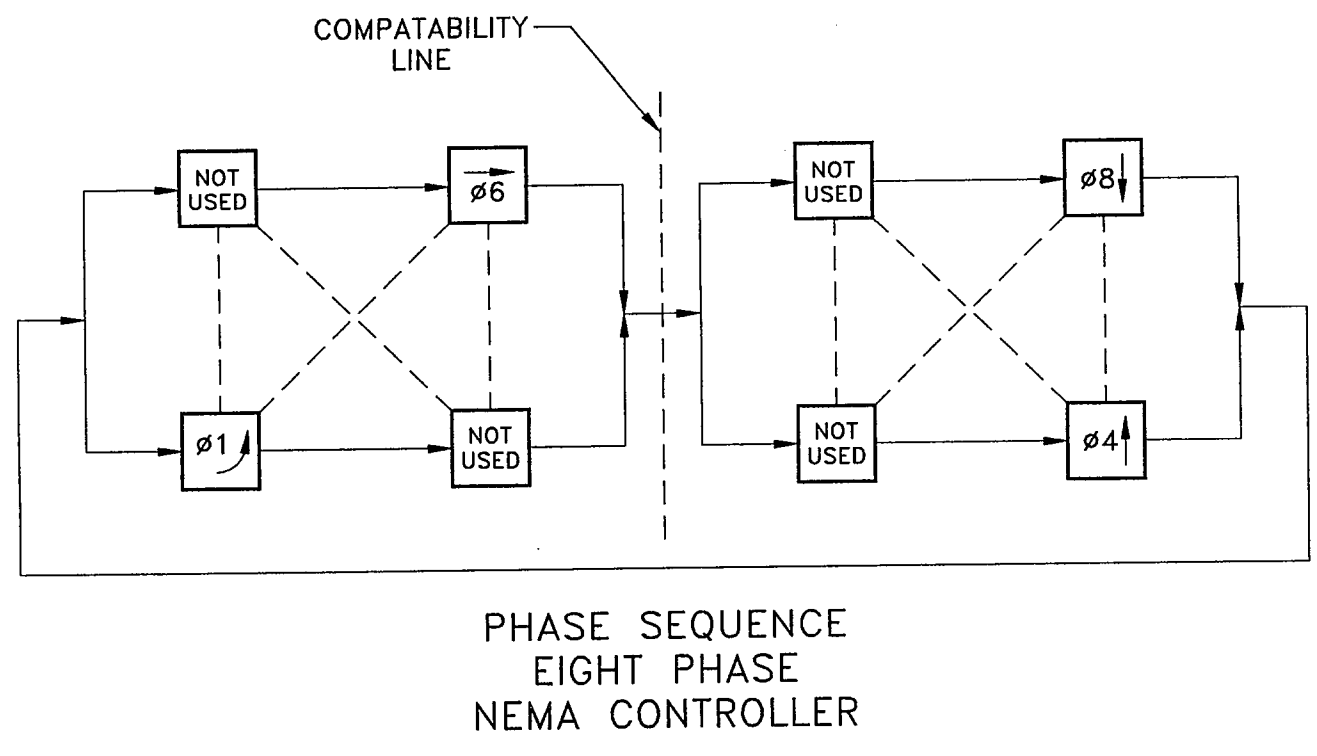 COMPATABILITY
LINE
NOT
USED
ø6
NOT
USED
ø8
ø1
NOT
USED
NOT
USED
ø4
PHASE SEQUENCE
EIGHT PHASE
NEMA CONTROLLER